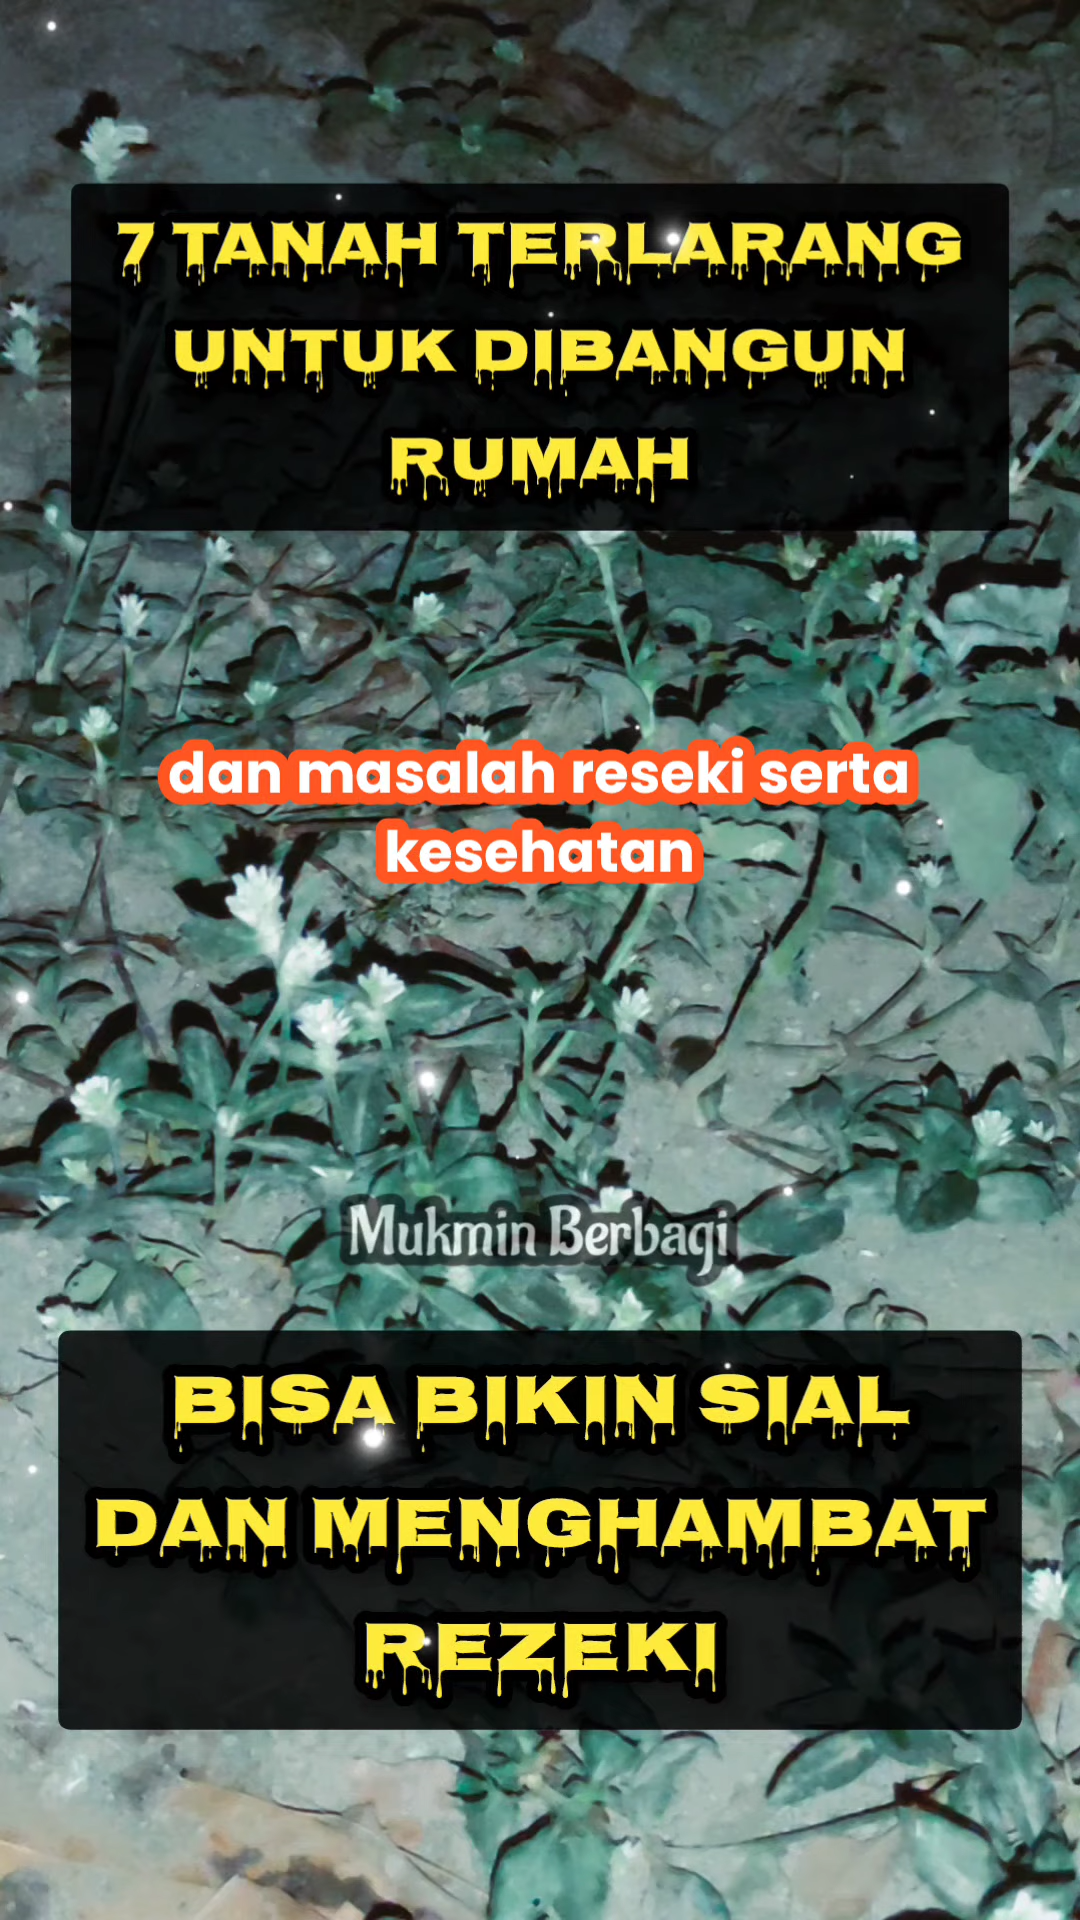 7 TANAH TERLARANG
UNTUK DIBANGUN
RUMAH
dan masalah reseki serta
kesehatan
Mukmin Berbagi
BISA BIKIN SIAL
DAN MENGHAMBAT
REZEKI